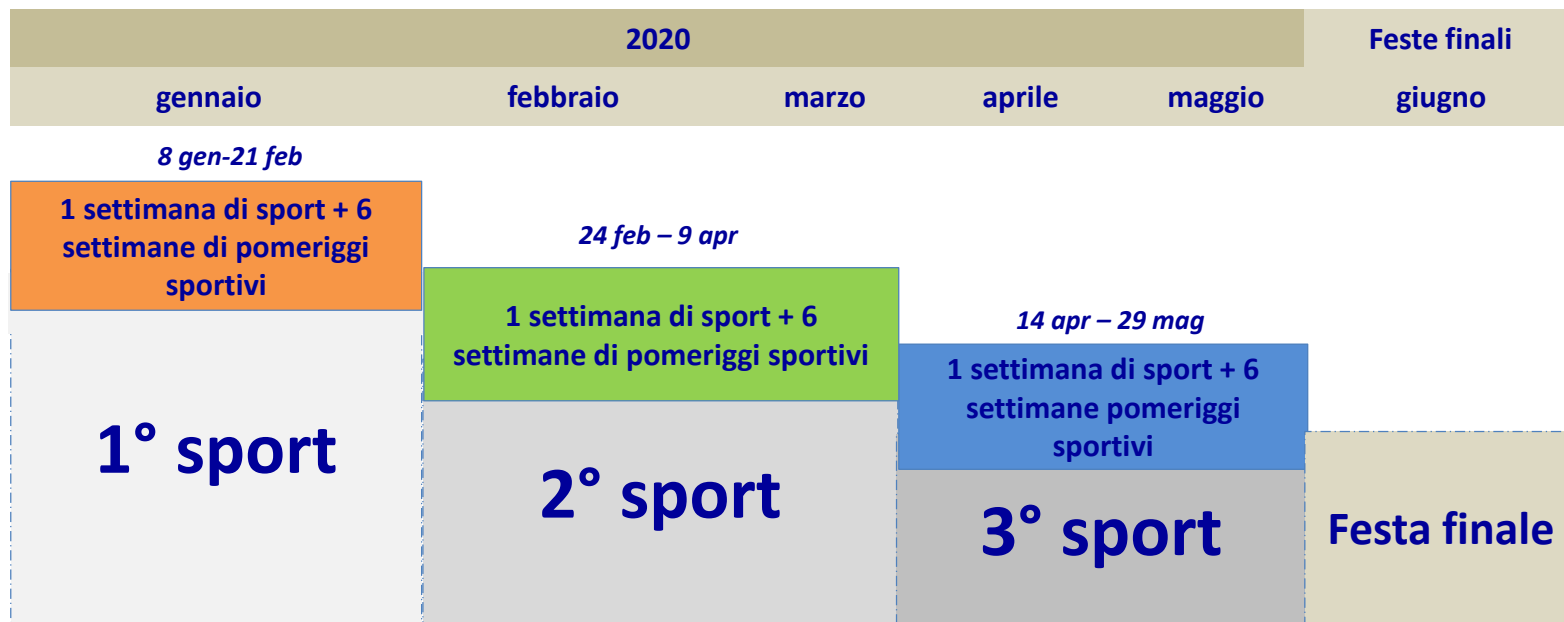 2020
Feste finali
gennaio
febbraio
marzo
aprile
maggio
giugno
8 gen-21 feb
1 settimana di sport + 6
settimane di pomeriggi
sportivi
24 feb – 9 apr
1 settimana di sport + 6
settimane di pomeriggi sportivi
14 apr – 29 mag
1 settimana di sport + 6
settimane pomeriggi
sportivi
1° sport
2° sport
3° sport
Festa finale